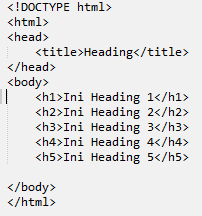 <!DOCTYPE html>
<html>
<head>
    <title>Heading</title>
</head>
<body>
    <h1>Ini Heading 1</h1>
    <h2>Ini Heading 2</h2>
    <h3>Ini Heading 3</h3>
    <h4>Ini Heading 4</h4>
    <h5>Ini Heading 5</h5>

</body>
</html>